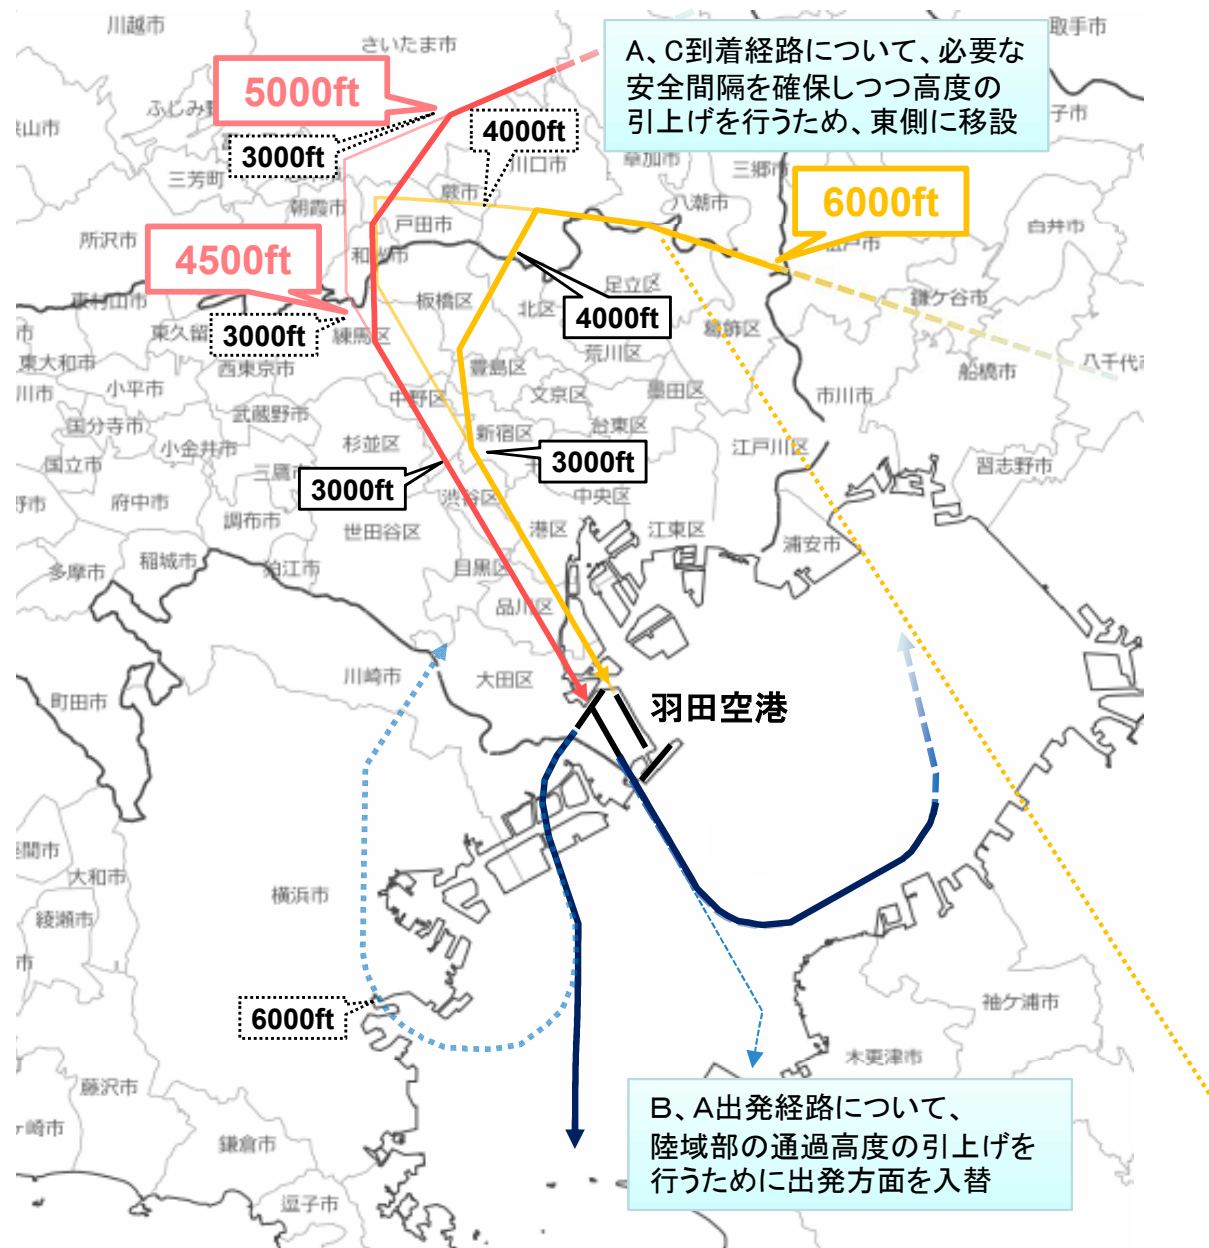 川越市
さいたま市
取手市
A、C到着経路について、必要な
安全間隔を確保しつつ高度の
引上げを行うため、東側に移設
5000ft
ふじみ野
3000ft
4000ft
川口市
草加市
三郷市
三芳町
朝霞市
蕨市
戸田市
八潮市
6000ft
白井市
所沢市
4500ft
和光市
足立区
板橋区
北区
4000ft
鎌ケ谷市
東村山市
東久留
3000ft
練馬区
葛飾区
荒川区
東大和市
西東京市
豊島区
船橋市
八千代市
小平市
中野区
文京区
墨田区
市川市
国分寺市
武蔵野市
小金井市
杉並区
新宿区
台東区
江戸川区
国立市
三鷹市
3000ft
習志野市
3000ft
府中市
調布市
渋谷区
中央区
世田谷区
港区
江東区
浦安市
多摩市
稲城市
狛江市
目黒区
品川区
川崎市
大田区
町田市
羽田空港
大和市
横浜市
綾瀬市
6000ft
袖ケ浦市
木更津市
藤沢市
B、A出発経路について、
陸域部の通過高度の引上げを
行うために出発方面を入替
ヶ崎市
鎌倉市
逗子市